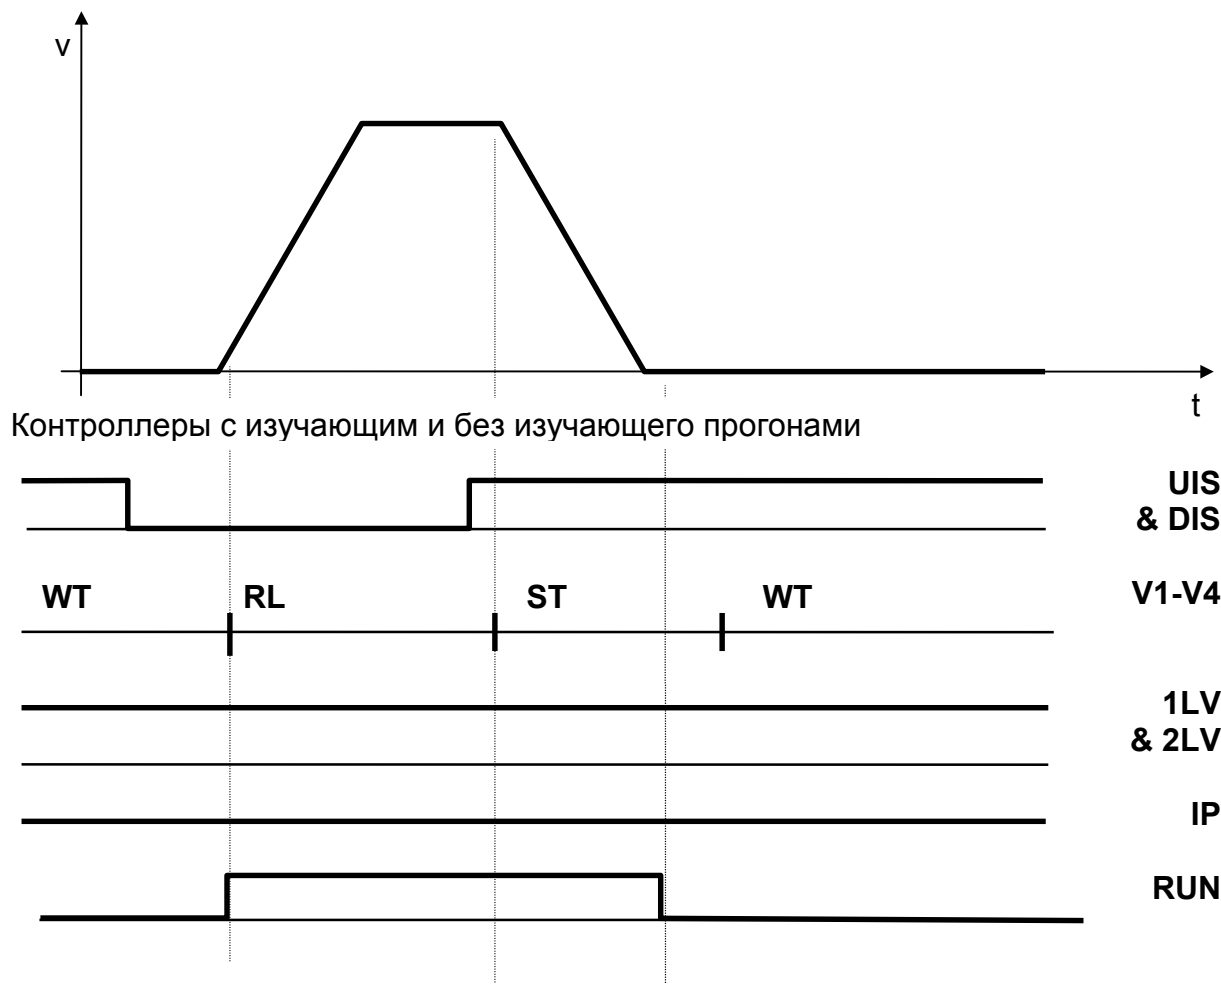 v
t
Контроллеры с изучающим и без изучающего прогонами
UIS
& DIS
WT RL ST WT V1-V4
1LV
& 2LV
IP
RUN